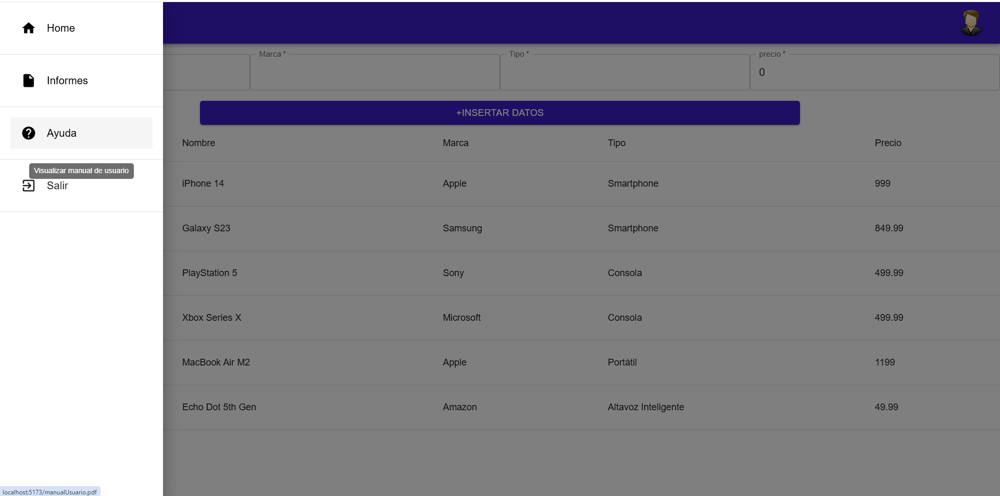 Home
Informes
Ayuda
Visualizar manual de usuario
Salir
Marca * Tipo * precio *
0
+INSERTAR DATOS
Nombre Marca Tipo Precio
iPhone 14 Apple Smartphone 999
Galaxy S23 Samsung Smartphone 849.99
PlayStation 5 Sony Consola 499.99
Xbox Series X Microsoft Consola 499.99
MacBook Air M2 Apple Portátil 1199
Echo Dot 5th Gen Amazon Altavoz Inteligente 49.99
localhost:5173/manualUsuario.pdf